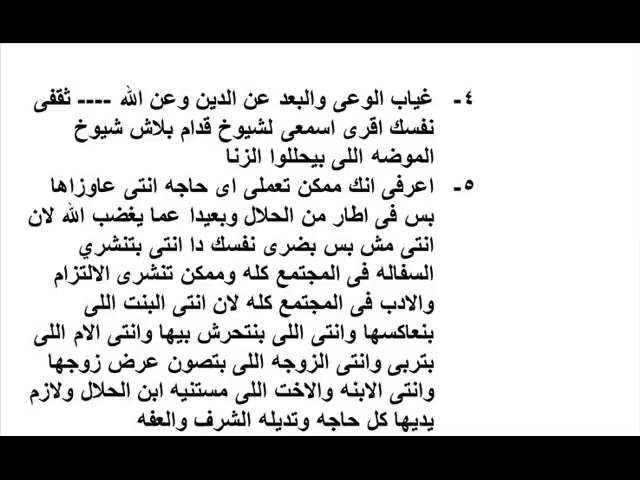 ٤- غياب الوعى والبعد عن الدين وعن الله ---- ثقفى
نفسك اقرى اسمعى لشيوخ قدام بلاش شيوخ
الموضه اللى بيحللوا الزنا
٥- اعرفى انك ممكن تعملى اى حاجه انتى عاوزاها
بس فى اطار من الحلال وبعيدا عما يغضب الله لان
انتى مش بس بضرى نفسك دا انتى بتنشري
السفاله فى المجتمع كله وممكن تنشرى الالتزام
والادب فى المجتمع كله لان انتى البنت اللى
بنعاكسها وانتى اللى بنتحرش بيها وانتى الام اللى
بتربى وانتى الزوجه اللى بتصون عرض زوجها
وانتى الابنه والاخت اللى مستنيه ابن الحلال ولازم
يديها كل حاجه وتديله الشرف والعفه